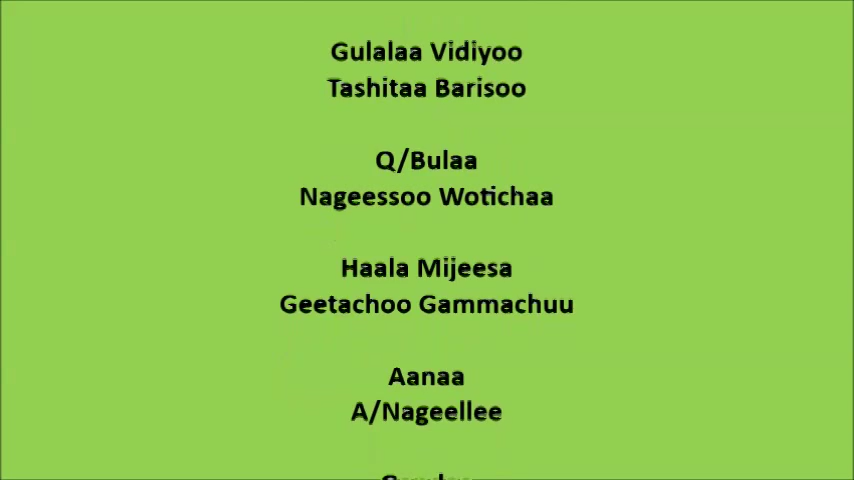 Gulalaa Vidiyoo
Tashitaa Barisoo
Q/Bulaa
Nageessoo Wotichaa
Haala Mijeesa
Geetachoo Gammachuu
Aanaa
A/Nageellee